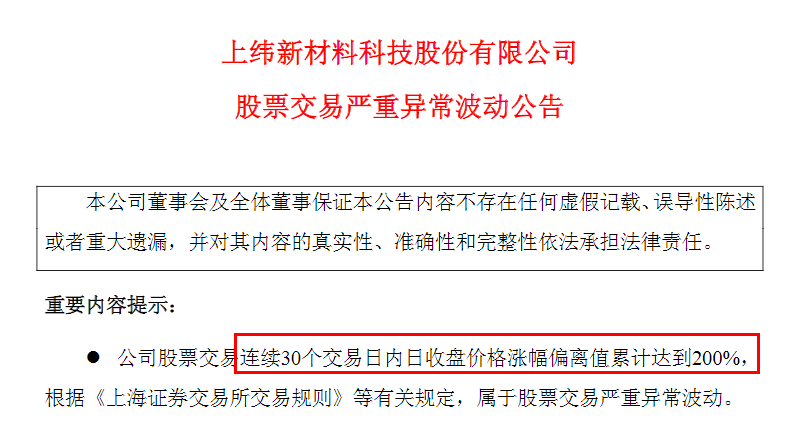 上纬新材料科技股份有限公司
股票交易严重异常波动公告
本公司董事会及全体董事保证本公告内容不存在任何虚假记载、误导性陈述
或者重大遗漏，并对其内容的真实性、准确性和完整性依法承担法律责任。
重要内容提示：
● 公司股票交易连续30个交易日内日收盘价格涨幅偏离值累计达到200%，
根据《上海证券交易所交易规则》等有关规定，属于股票交易严重异常波动。